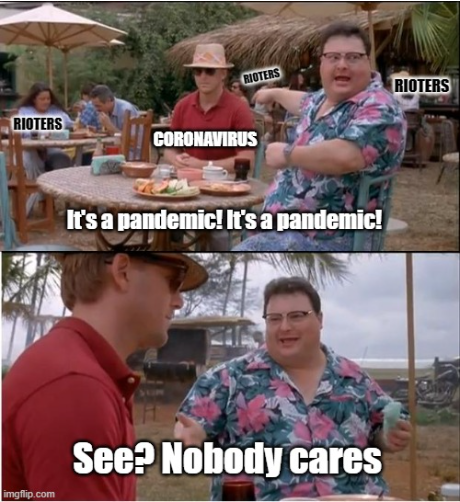 RIOTERS
RIOTERS
RIOTERS
CORONAVIRUS
It's a pandemic! It's a pandemic!
See? Nobody cares
imgflip.com